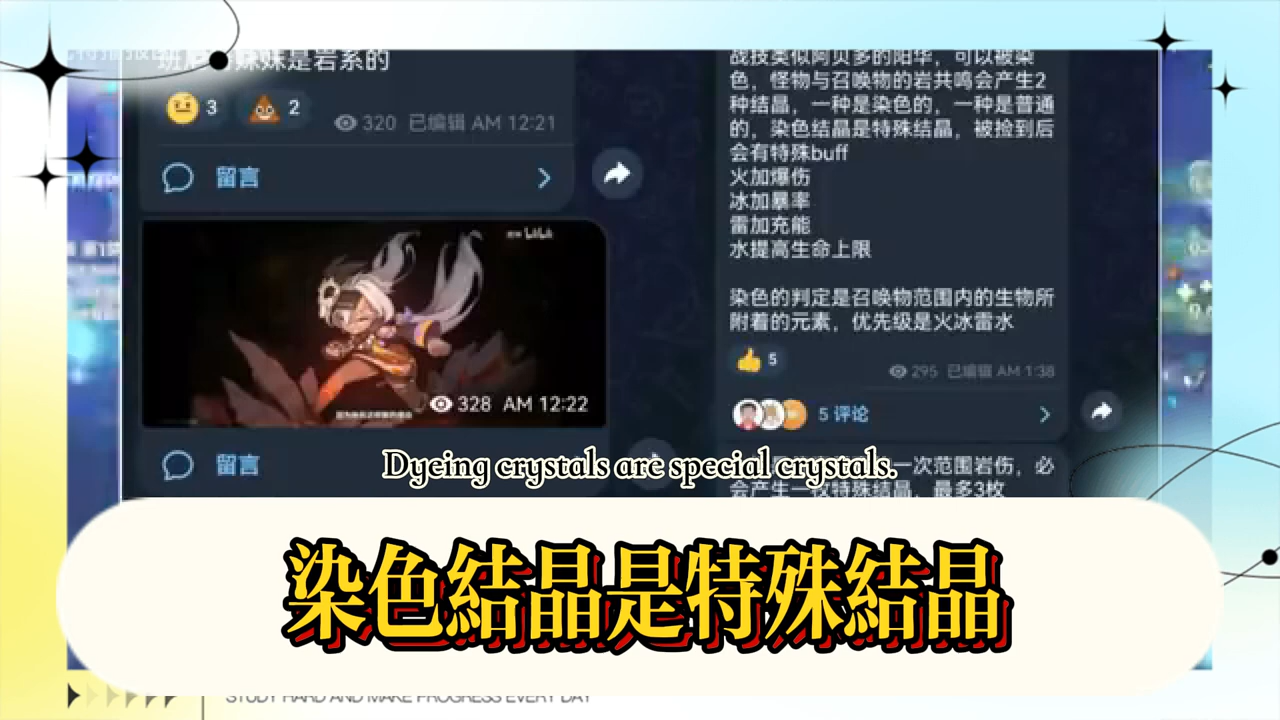 妹妹是岩系的
3
2
320 已编辑 AM 12:21
留言
328 AM 12:22
留言
战技类似阿贝多的阳华，可以被染
色，怪物与召唤物的岩共鸣会产生2
种结晶，一种是染色的，一种是普通
的，染色结晶是特殊结晶，被捡到后
会有特殊buff
火加爆伤
冰加暴率
雷加充能
水提高生命上限
染色的判定是召唤物范围内的生物所
附着的元素，优先级是火冰雷水
5
295 已编辑 AM 1:38
5 评论
一次范围岩伤，必
会产生一枚特殊结晶，最多3枚
Dyeing crystals are special crystals.
染色結晶是特殊結晶
STUDY HARD AND MAKE PROGRESS EVERY DAY